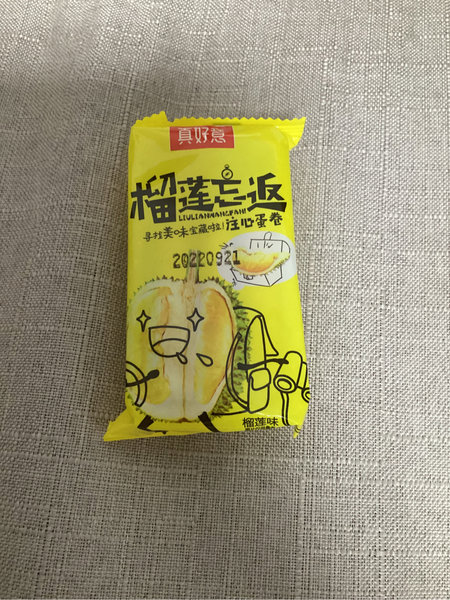 真好意
榴莲忘返
LIULIANWANGFAN
寻找美味宝藏啦! 注心蛋卷
20220921
榴莲味